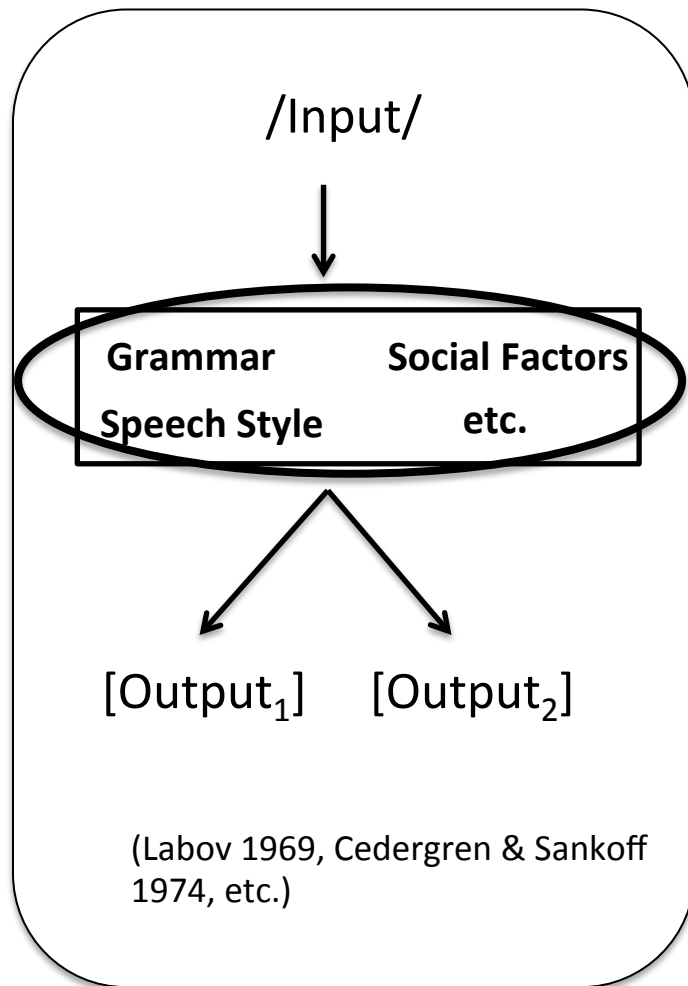 /Input/
Grammar Social Factors
Speech Style etc.
[Output₁] [Output₂]
(Labov 1969, Cedergren & Sankoff
1974, etc.)